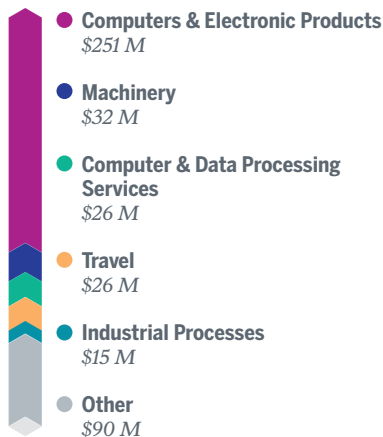 Computers & Electronic Products
$251 M
Machinery
$32 M
Computer & Data Processing
Services
$26 M
Travel
$26 M
Industrial Processes
$15 M
Other
$90 M